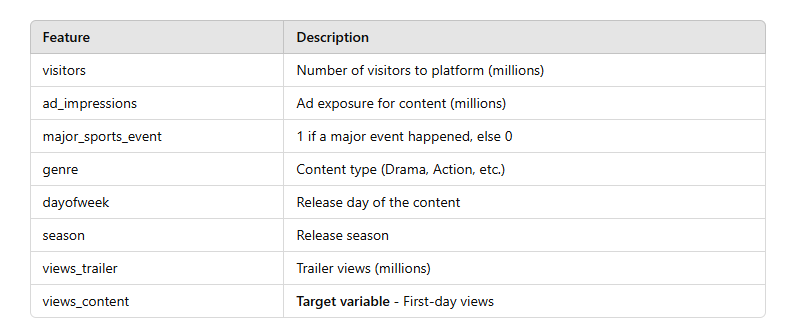 Feature Description
visitors Number of visitors to platform (millions)
ad_impressions Ad exposure for content (millions)
major_sports_event 1 if a major event happened, else 0
genre Content type (Drama, Action, etc.)
dayofweek Release day of the content
season Release season
views_trailer Trailer views (millions)
views_content Target variable - First-day views